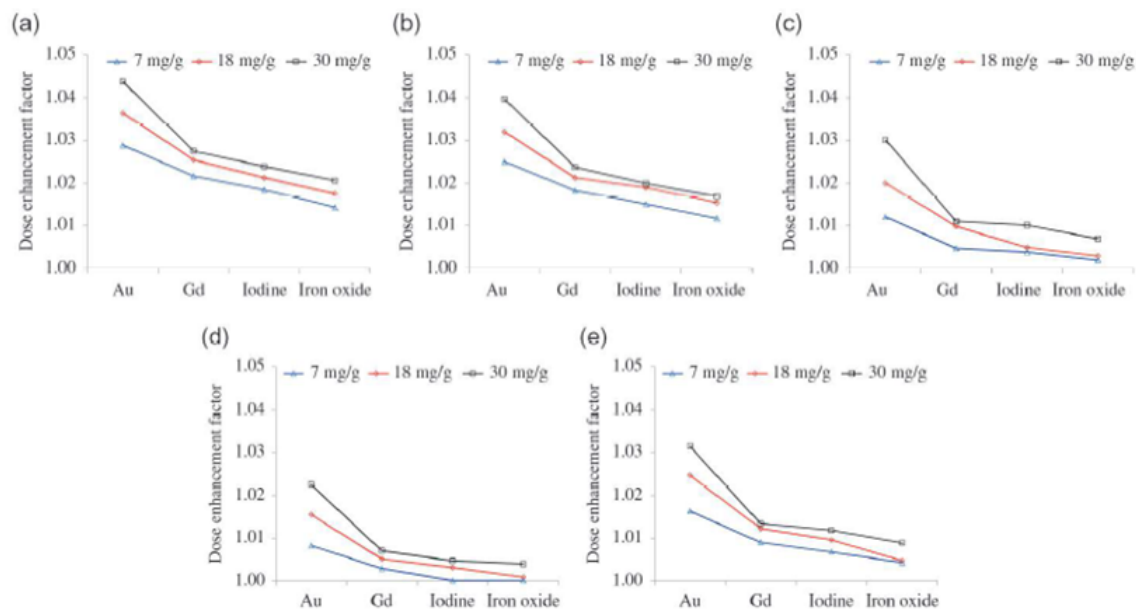 (a)
7 mg/g 18 mg/g 30 mg/g
Dose enhancement factor
1.05
1.04
1.03
1.02
1.01
1.00
Au Gd Iodine Iron oxide
(b)
7 mg/g 18 mg/g 30 mg/g
Dose enhancement factor
1.05
1.04
1.03
1.02
1.01
1.00
Au Gd Iodine Iron oxide
(c)
7 mg/g 18 mg/g 30 mg/g
Dose enhancement factor
1.05
1.04
1.03
1.02
1.01
1.00
Au Gd Iodine Iron oxide
(d)
7 mg/g 18 mg/g 30 mg/g
Dose enhancement factor
1.05
1.04
1.03
1.02
1.01
1.00
Au Gd Iodine Iron oxide
(e)
7 mg/g 18 mg/g 30 mg/g
Dose enhancement factor
1.05
1.04
1.03
1.02
1.01
1.00
Au Gd Iodine Iron oxide